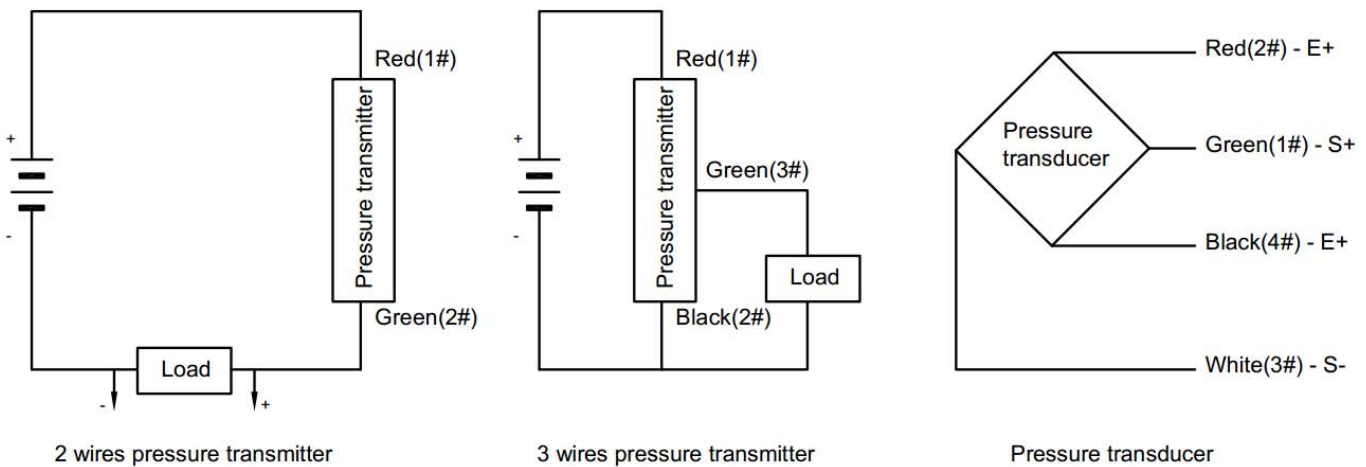 Red(1#)
+
-
Pressure transmitter
Green(2#)
Load
-
+
2 wires pressure transmitter
Red(1#)
+
-
Pressure transmitter
Green(3#)
Load
Black(2#)
3 wires pressure transmitter
Red(2#) - E+
Pressure
transducer
Green(1#) - S+
Black(4#) - E+
White(3#) - S-
Pressure transducer